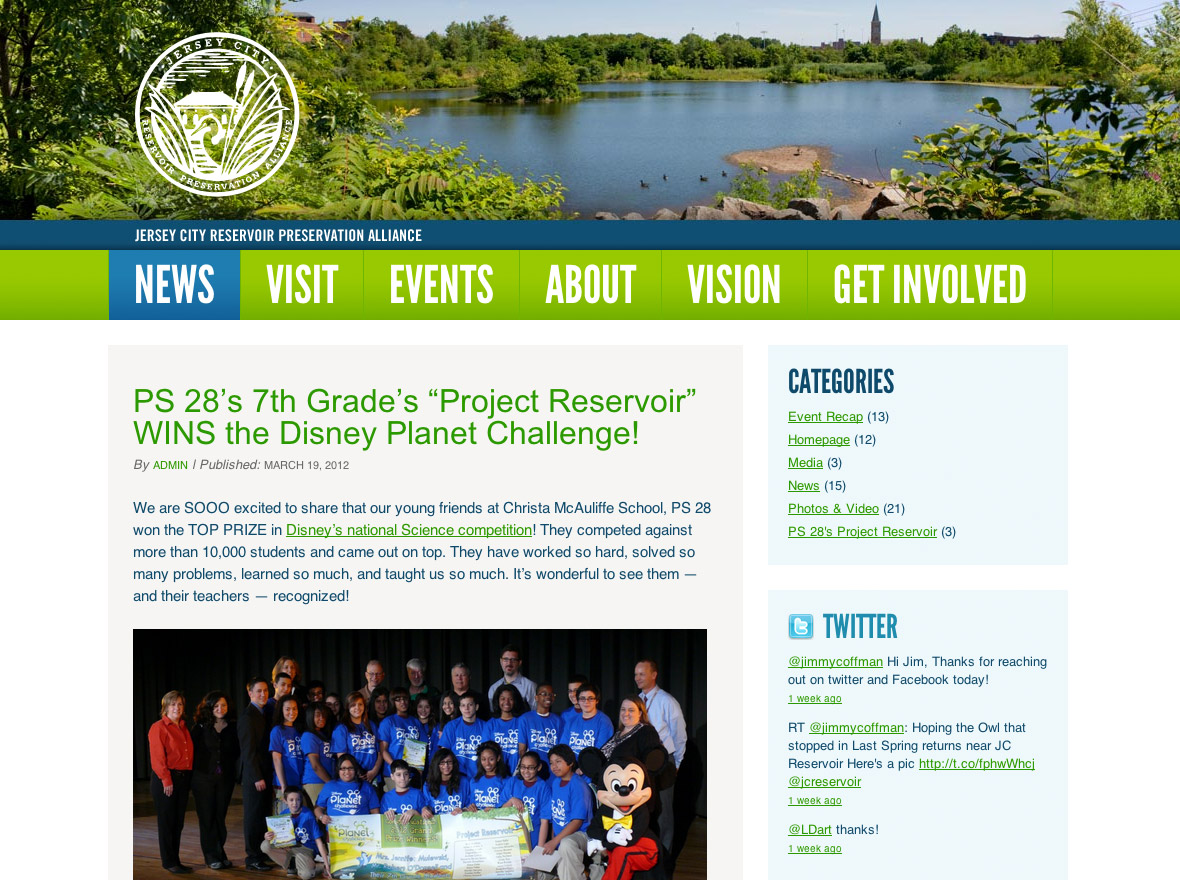 JERSEY CITY
RESERVOIR PRESERVATION ALLIANCE
JERSEY CITY RESERVOIR PRESERVATION ALLIANCE
NEWS
VISIT
EVENTS
ABOUT
VISION
GET INVOLVED
PS 28’s 7th Grade’s “Project Reservoir”
WINS the Disney Planet Challenge!
By ADMIN / Published: MARCH 19, 2012
We are SOOO excited to share that our young friends at Christa McAuliffe School, PS 28
won the TOP PRIZE in Disney’s national Science competition! They competed against
more than 10,000 students and came out on top. They have worked so hard, solved so
many problems, learned so much, and taught us so much. It’s wonderful to see them —
and their teachers — recognized!
Planet
Project Reservoir
Mrs. Jennifer
CATEGORIES
Event Recap (13)
Homepage (12)
Media (3)
News (15)
Photos & Video (21)
PS 28's Project Reservoir (3)
TWITTER
@jimmycoffman Hi Jim, Thanks for reaching
out on twitter and Facebook today!
1 week ago
RT @jimmycoffman: Hoping the Owl that
stopped in Last Spring returns near JC
Reservoir Here's a pic http://t.co/fphwWhcj
@jcreservoir
1 week ago
@LDart thanks!
1 week ago